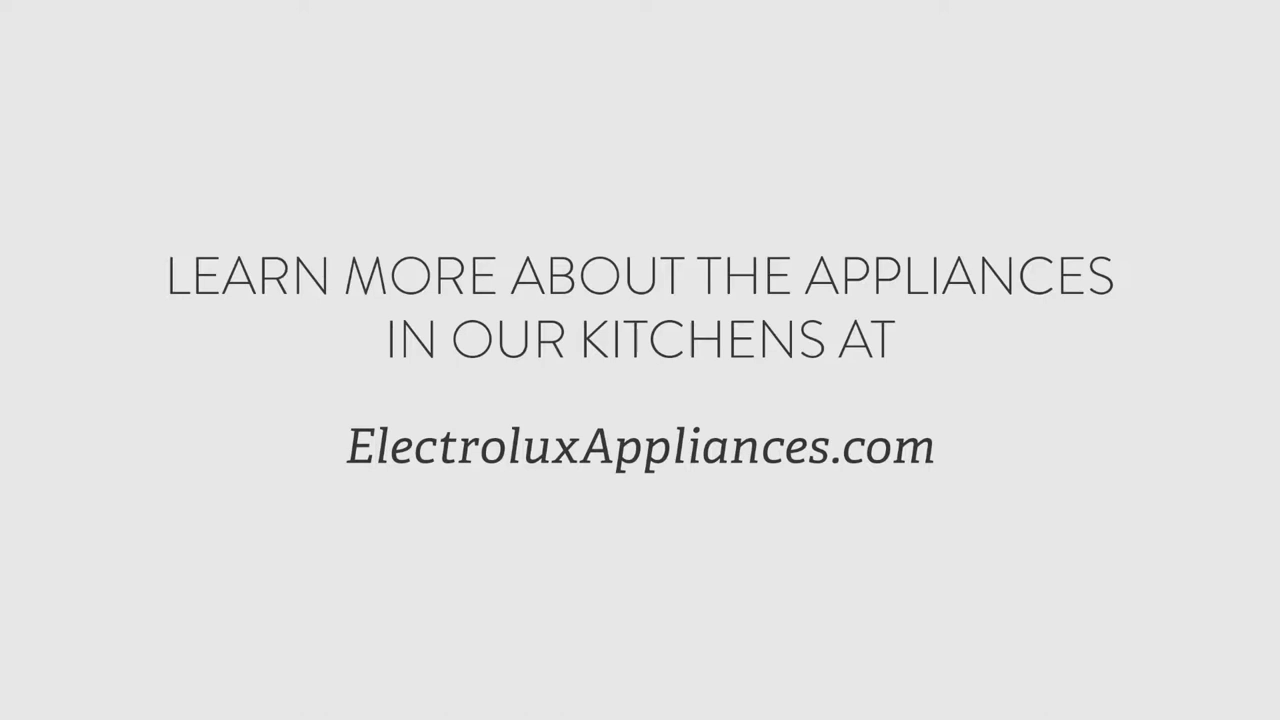 LEARN MORE ABOUT THE APPLIANCES
IN OUR KITCHENS AT
ElectroluxAppliances.com